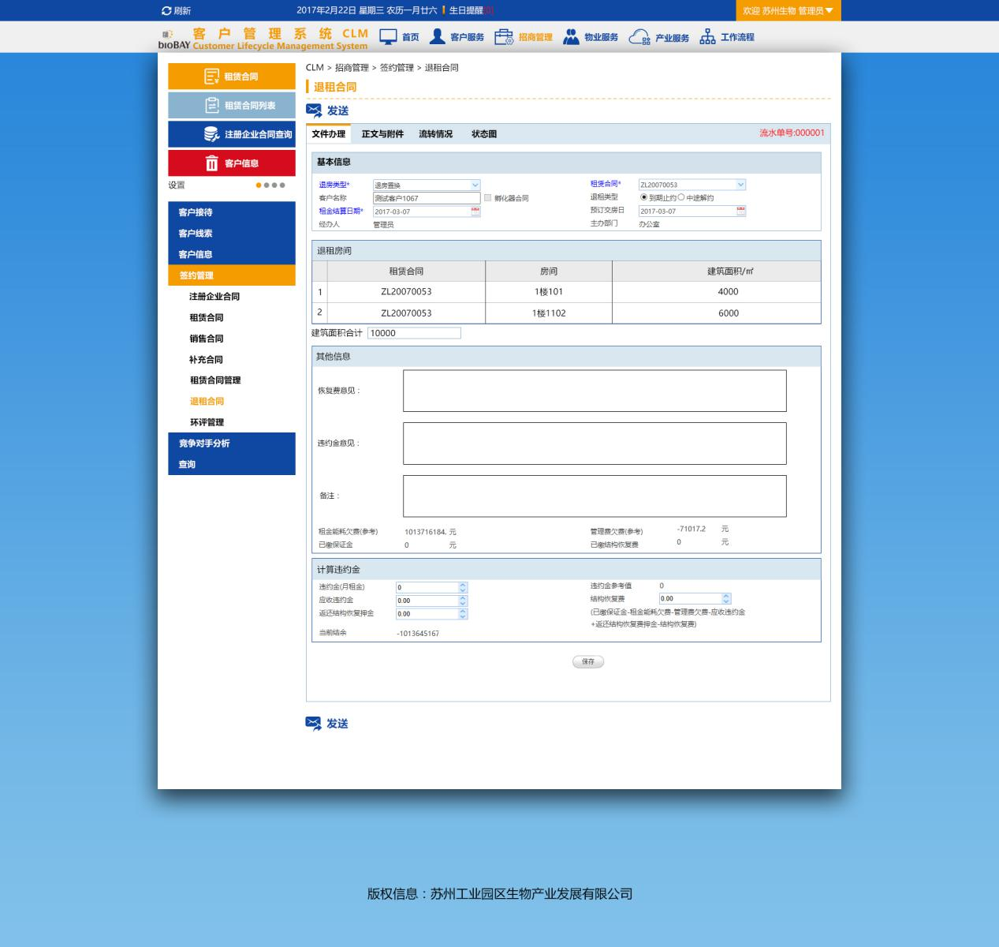 刷新
2017年2月22日 星期三 农历一月廿六 生日提醒[0]
欢迎 苏州生物 管理员
bioBAY
客户管理系统 CLM
Customer Lifecycle Management System
首页
客户服务
招商管理
物业服务
产业服务
工作流程
租赁合同
租赁合同列表
注册企业合同查询
客户信息
设置
客户接待
客户线索
客户信息
签约管理
注册企业合同
租赁合同
销售合同
补充合同
租赁合同管理
退租合同
环评管理
竞争对手分析
查询
CLM > 招商管理 > 签约管理 > 退租合同
退租合同
发送
文件办理 正文与附件 流转情况 状态图 流水单号:000001
基本信息
退房类型* 退房置换 租赁合同* ZL20070053
客户名称 测试客户1067 孵化器合同 退租类型 到期止约 中途解约
租金结算日期* 2017-03-07 预订交房日 2017-03-07
经办人 管理员 主办部门 办公室
退租房间
租赁合同 房间 建筑面积/㎡
1 ZL20070053 1楼101 4000
2 ZL20070053 1楼1102 6000
建筑面积合计 10000
其他信息
恢复费意见：
违约金意见：
备注：
租金能耗欠费(参考) 1013716184. 元 管理费欠费(参考) -71017.2 元
已缴保证金 0 元 已缴结构恢复费 0 元
计算违约金
违约金(月租金) 0 违约金参考值 0
应收违约金 0.00 结构恢复费 0.00
返还结构恢复押金 0.00 (已缴保证金-租金能耗欠费-管理费欠费-应收违约金
+返还结构恢复费押金-结构恢复费)
当前结余 -1013645167
保存
发送
版权信息：苏州工业园区生物产业发展有限公司